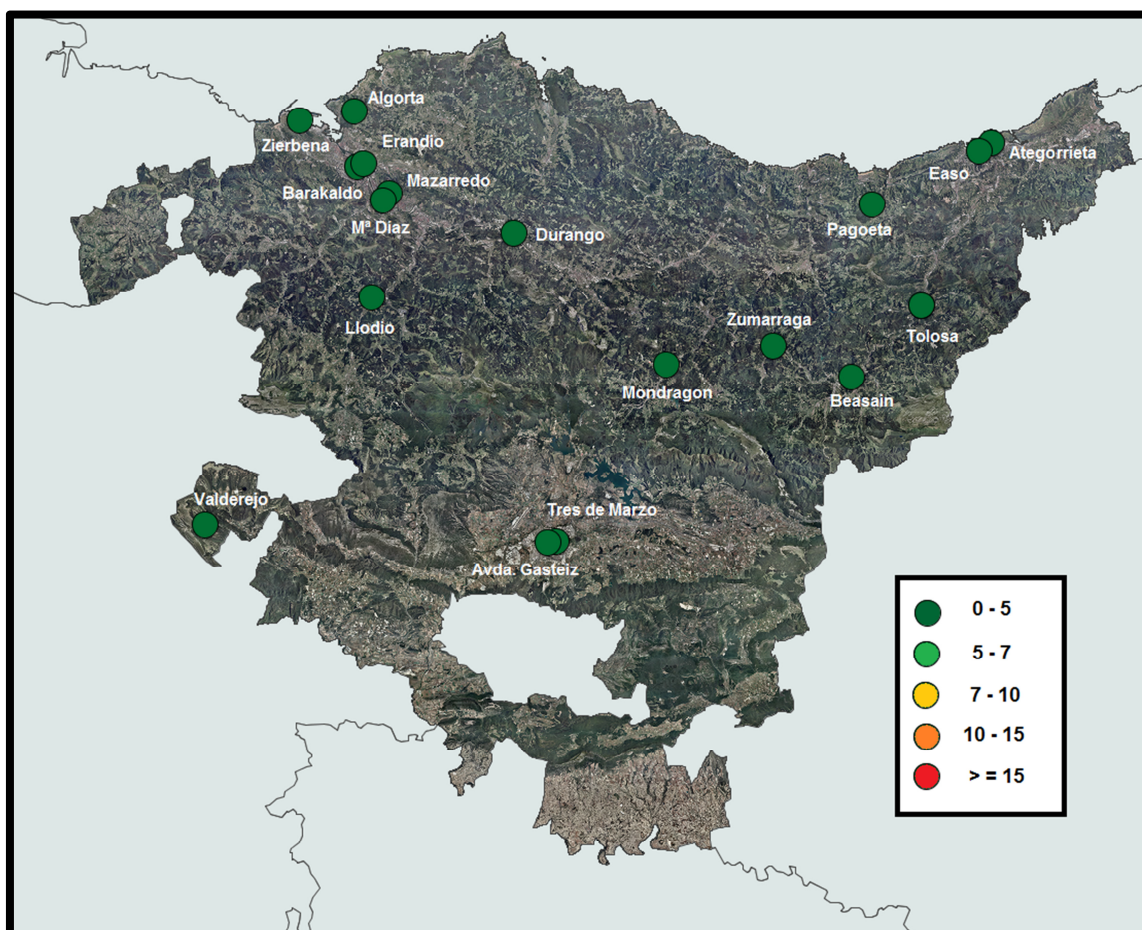 Algorta
Zierbena
Erandio
Barakaldo
Mazarredo
Mª Diaz
Durango
Easo
Ategorrieta
Pagoeta
Llodio
Zumarraga
Tolosa
Mondragon
Beasain
Valderejo
Tres de Marzo
Avda. Gasteiz
0 - 5
5 - 7
7 - 10
10 - 15
> = 15